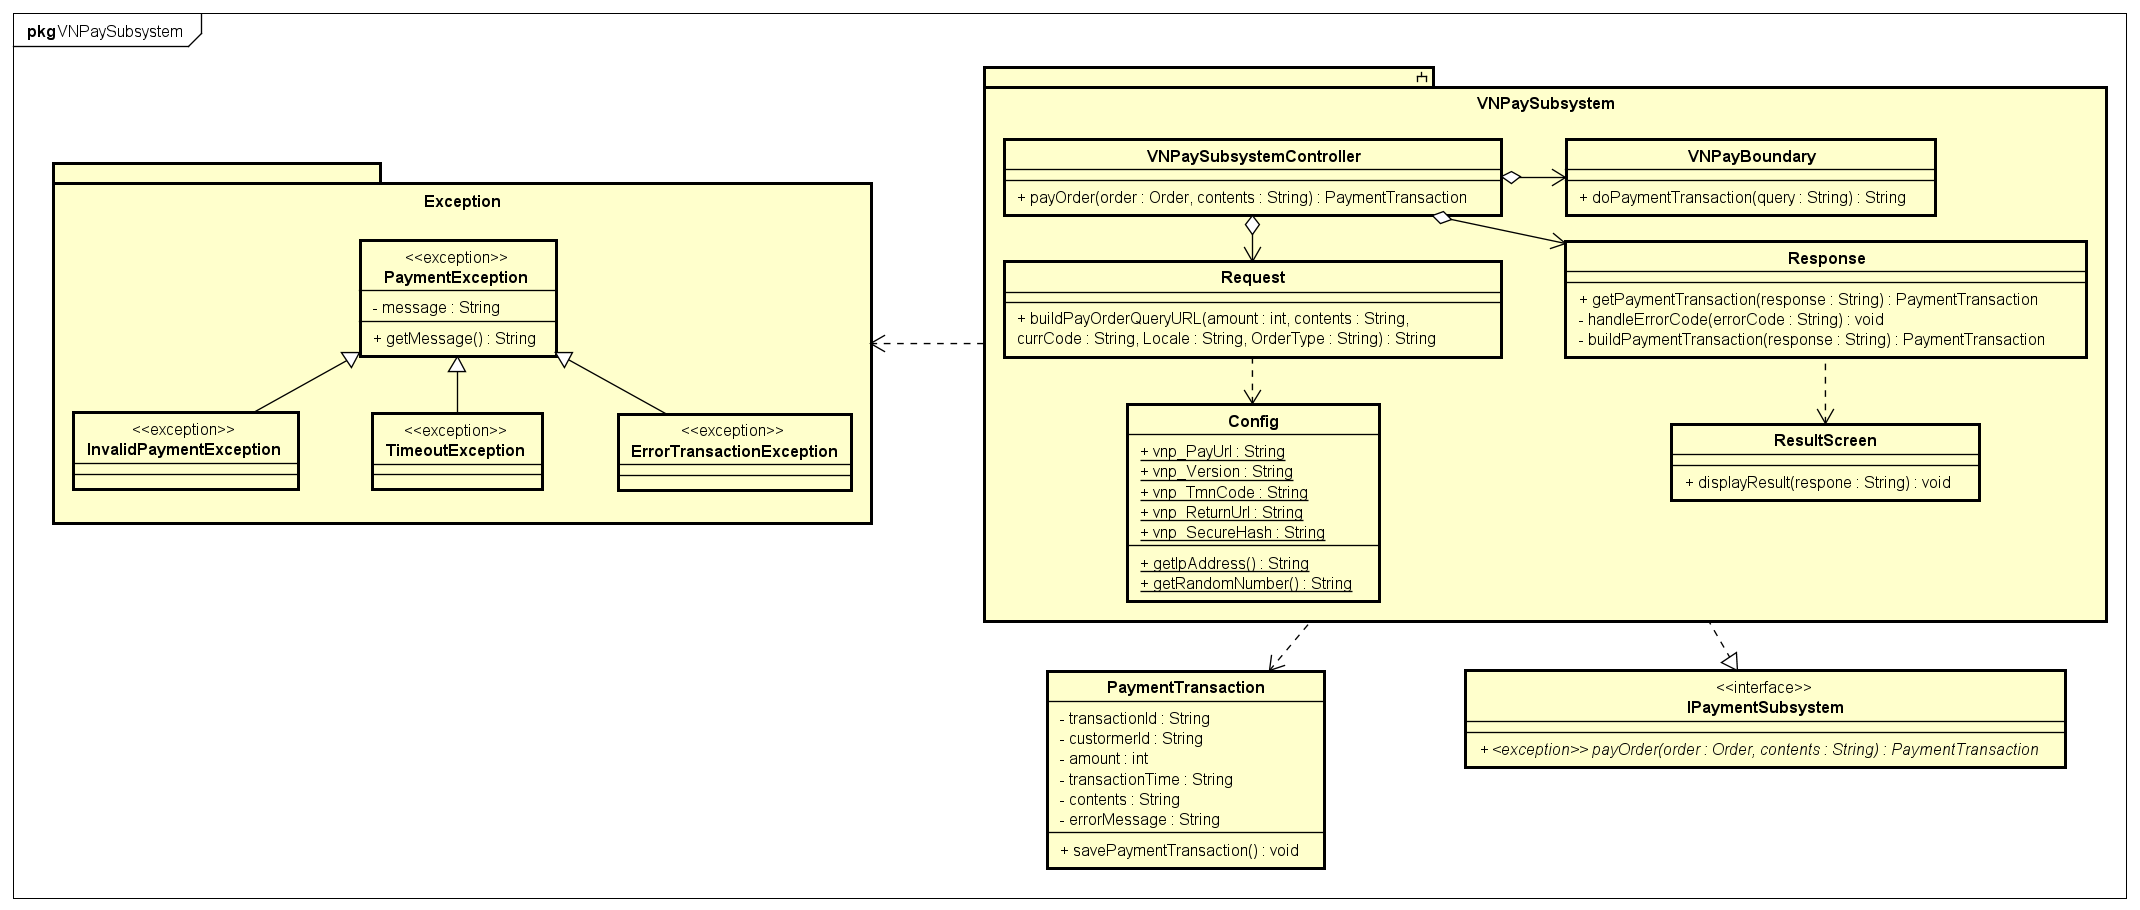 pkg VNPaySubsystem
Exception
<<exception>>
PaymentException
- message : String
+ getMessage() : String
<<exception>>
InvalidPaymentException
<<exception>>
TimeoutException
<<exception>>
ErrorTransactionException
VNPaySubsystem
VNPaySubsystemController
+ payOrder(order : Order, contents : String) : PaymentTransaction
VNPayBoundary
+ doPaymentTransaction(query : String) : String
Request
+ buildPayOrderQueryURL(amount : int, contents : String,
currCode : String, Locale : String, OrderType : String) : String
Response
+ getPaymentTransaction(response : String) : PaymentTransaction
- handleErrorCode(errorCode : String) : void
- buildPaymentTransaction(response : String) : PaymentTransaction
Config
+ vnp_PayUrl : String
+ vnp_Version : String
+ vnp_TmnCode : String
+ vnp_ReturnUrl : String
+ vnp_SecureHash : String
+ getIpAddress() : String
+ getRandomNumber() : String
ResultScreen
+ displayResult(respone : String) : void
PaymentTransaction
- transactionId : String
- custormerId : String
- amount : int
- transactionTime : String
- contents : String
- errorMessage : String
+ savePaymentTransaction() : void
<<interface>>
IPaymentSubsystem
+ <exception>> payOrder(order : Order, contents : String) : PaymentTransaction